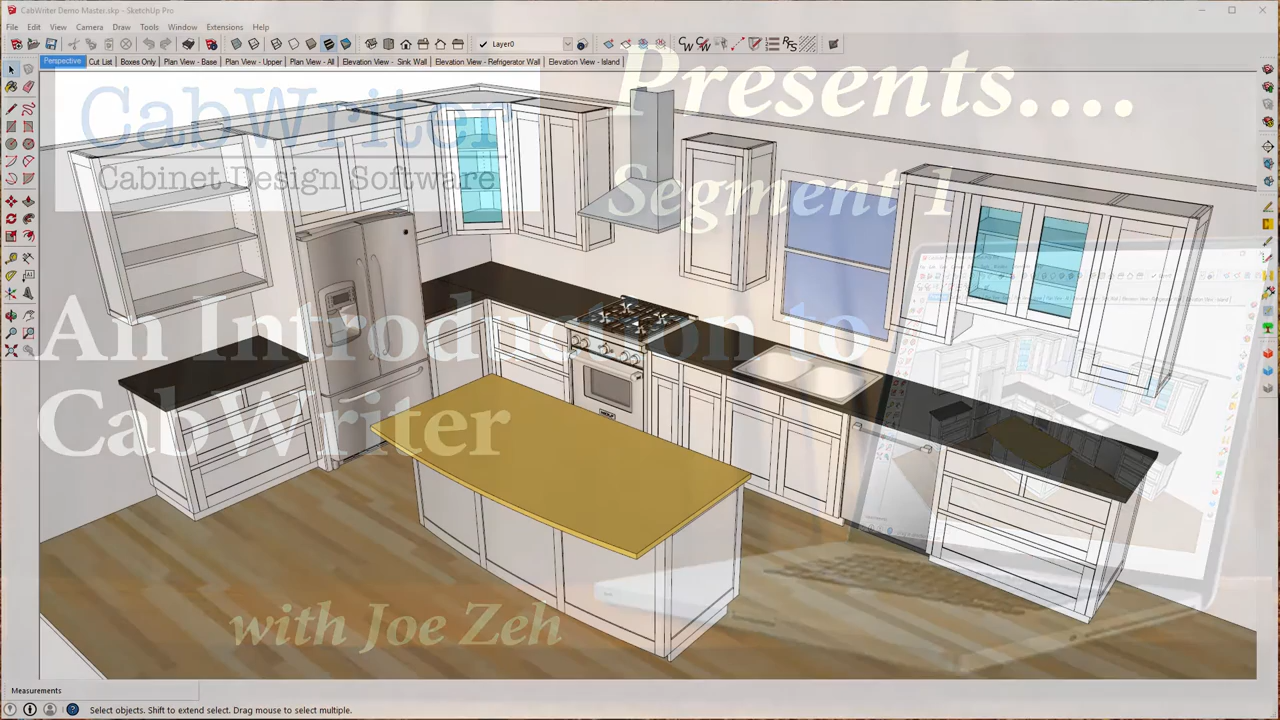 CabWriter Demo Master.skp - SketchUp Pro
File Edit View Camera Draw Tools Window Extensions Help
Layer0
Perspective Cut List Boxes Only Plan View - Base Plan View - Upper Plan View - All Elevation View - Sink Wall Elevation View - Refrigerator Wall Elevation View - Island
Presents....
CabWriter
Cabinet Design Software
Segment 1
An Introduction to
CabWriter
with Joe Zeh
Measurements
Select objects. Shift to extend select. Drag mouse to select multiple.